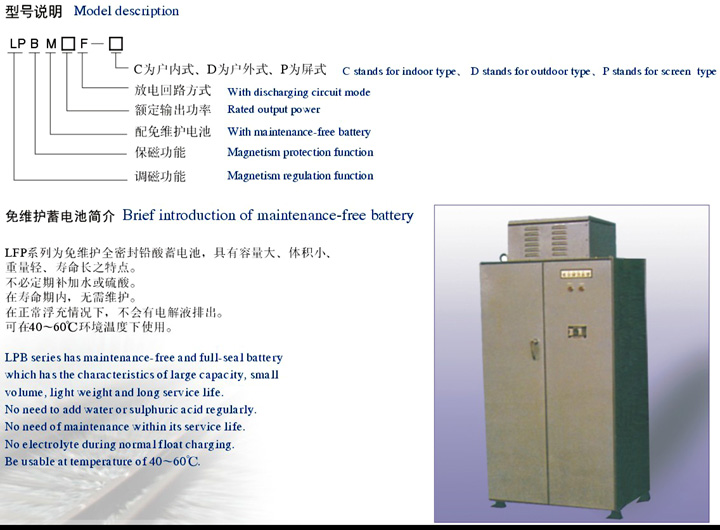 型号说明 Model description
LP B M □ F — □
C为户内式、D为户外式、P为屏式 C stands for indoor type、 D stands for outdoor type、 P stands for screen type
放电回路方式 With discharging circuit mode
额定输出功率 Rated output power
配免维护电池 With maintenance-free battery
保磁功能 Magnetism protection function
调磁功能 Magnetism regulation function
免维护蓄电池简介 Brief introduction of maintenance-free battery
LFP系列为免维护全密封铅酸蓄电池，具有容量大、体积小、
重量轻、寿命长之特点。
不必定期补加水或硫酸。
在寿命期内，无需维护。
在正常浮充情况下，不会有电解液排出。
可在40～60℃环境温度下使用。
LPB series has maintenance-free and full-seal battery
which has the characteristics of large capacity, small
volume, light weight and long service life.
No need to add water or sulphuric acid regularly.
No need of maintenance within its service life.
No electrolyte during normal float charging.
Be usable at temperature of 40～60℃.